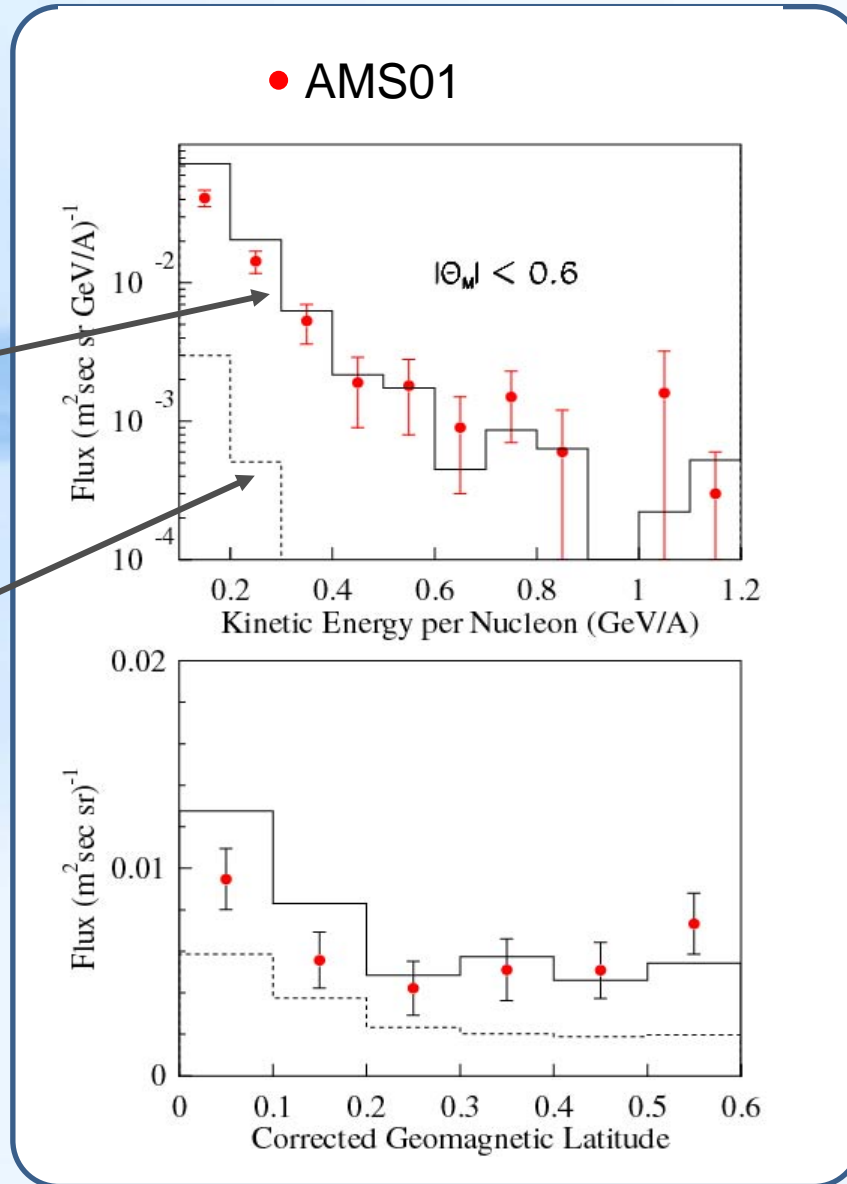 AMS01
|Θ_M| < 0.6
Flux (m²sec sr GeV/A)⁻¹
10⁻²
10⁻³
10⁻⁴
0.2 0.4 0.6 0.8 1 1.2
Kinetic Energy per Nucleon (GeV/A)
Flux (m²sec sr)⁻¹
0.02
0.01
0
0 0.1 0.2 0.3 0.4 0.5 0.6
Corrected Geomagnetic Latitude